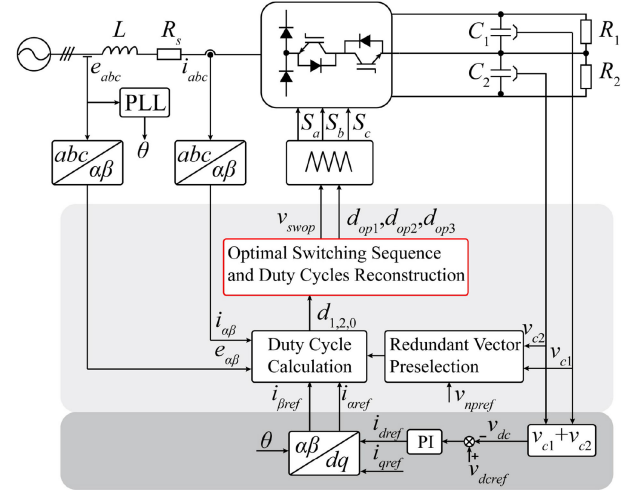 L
R_s
e_abc
i_abc
C_1
R_1
C_2
R_2
PLL
θ
S_a S_b S_c
abc
αβ
abc
αβ
v_swop
d_op1,d_op2,d_op3
Optimal Switching Sequence
and Duty Cycles Reconstruction
d_1,2,0
i_αβ
e_αβ
Duty Cycle
Calculation
Redundant Vector
Preselection
v_c2
v_c1
i_βref
i_αref
v_npref
θ
αβ
dq
i_dref
i_qref
PI
-
v_dc
+
v_dcref
v_c1+v_c2